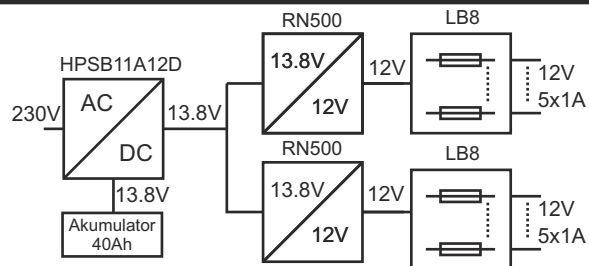 HPSB11A12D
230V
AC
DC
13.8V
13.8V
Akumulator
40Ah
RN500
13.8V
12V
12V
LB8
12V
5x1A
RN500
13.8V
12V
12V
LB8
12V
5x1A